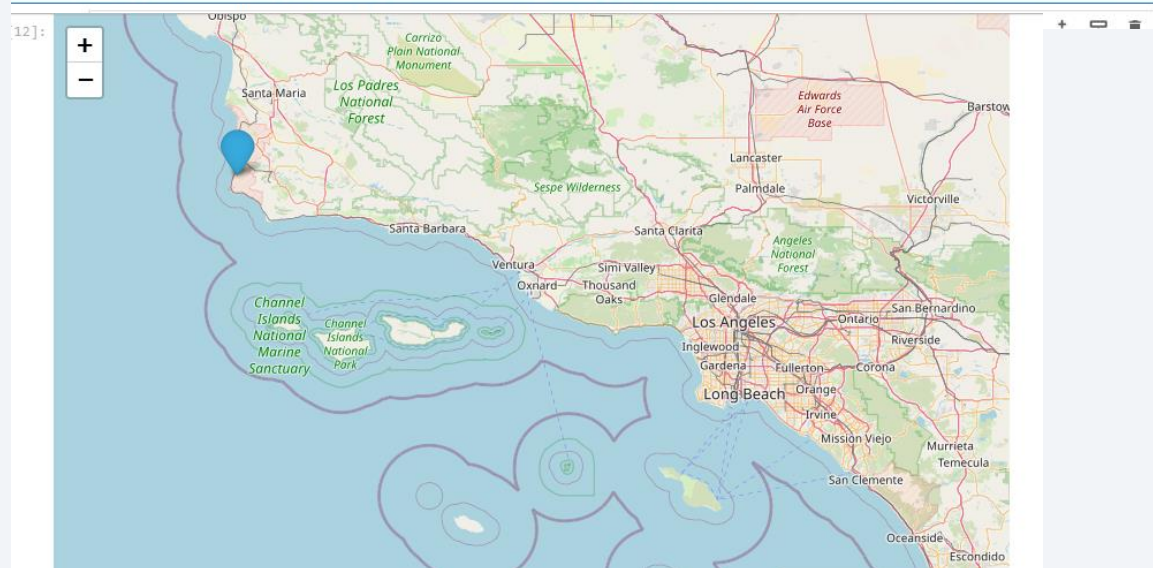 12]:
Obispo
+
−
Carrizo
Plain National
Monument
Santa Maria
Los Padres
National
Forest
Edwards
Air Force
Base
Barstow
Lancaster
Palmdale
Sespe Wilderness
Victorville
Santa Barbara
Santa Clarita
Angeles
National
Forest
Ventura
Simi Valley
Oxnard
Thousand
Oaks
Glendale
San Bernardino
Channel
Islands
National
Marine
Sanctuary
Channel
Islands
National
Park
Los Angeles
Ontario
Riverside
Inglewood
Gardena
Fullerton
Corona
Long Beach
Orange
Irvine
Mission Viejo
Murrieta
Temecula
San Clemente
Oceanside
Escondido